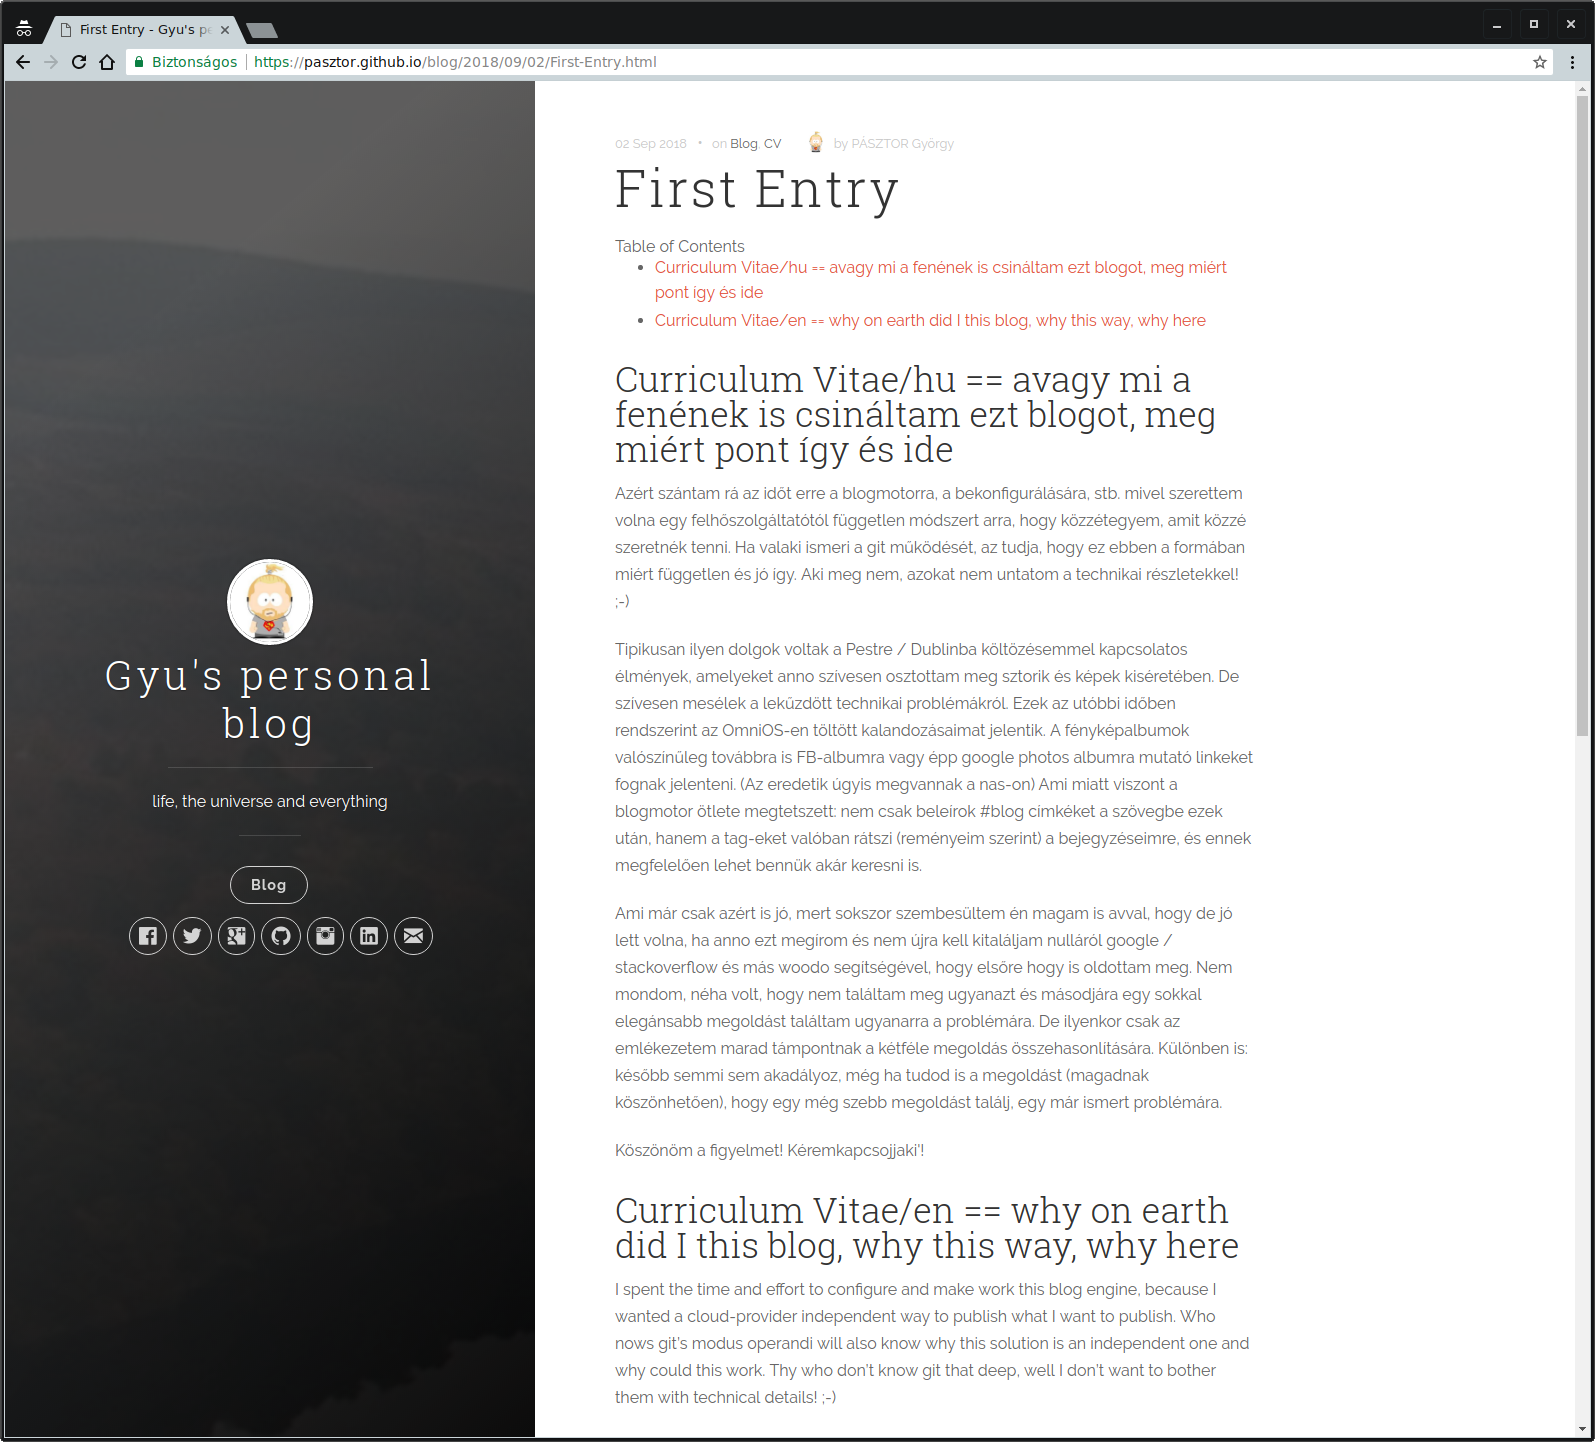 First Entry - Gyu's pe
Biztonságos
https://pasztor.github.io/blog/2018/09/02/First-Entry.html
Gyu's personal
blog
life, the universe and everything
Blog
02 Sep 2018 • on Blog, CV by PÁSZTOR György
First Entry
Table of Contents
Curriculum Vitae/hu == avagy mi a fenének is csináltam ezt blogot, meg miért
pont így és ide
Curriculum Vitae/en == why on earth did I this blog, why this way, why here
Curriculum Vitae/hu == avagy mi a
fenének is csináltam ezt blogot, meg
miért pont így és ide
Azért szántam rá az időt erre a blogmotorra, a bekonfigurálására, stb. mivel szerettem
volna egy felhőszolgáltatótól független módszert arra, hogy közzétegyem, amit közzé
szeretnék tenni. Ha valaki ismeri a git működését, az tudja, hogy ez ebben a formában
miért független és jó így. Aki meg nem, azokat nem untatom a technikai részletekkel!
;-)
Tipikusan ilyen dolgok voltak a Pestre / Dublinba költözésemmel kapcsolatos
élmények, amelyeket anno szívesen osztottam meg sztorik és képek kíséretében. De
szívesen mesélek a leküzdött technikai problémákról. Ezek az utóbbi időben
rendszerint az OmniOS-en töltött kalandozásaimat jelentik. A fényképalbumok
valószínűleg továbbra is FB-albumra vagy épp google photos albumra mutató linkeket
fognak jelenteni. (Az eredetik úgyis megvannak a nas-on) Ami miatt viszont a
blogmotor ötlete megtetszett: nem csak beleírok #blog címkéket a szövegbe ezek
után, hanem a tag-eket valóban rátszi (reményeim szerint) a bejegyzéseimre, és ennek
megfelelően lehet bennük akár keresni is.
Ami már csak azért is jó, mert sokszor szembesültem én magam is avval, hogy de jó
lett volna, ha anno ezt megírom és nem újra kell kitaláljam nulláról google /
stackoverflow és más woodo segítségével, hogy elsőre hogy is oldottam meg. Nem
mondom, néha volt, hogy nem találtam meg ugyanazt és másodjára egy sokkal
elegánsabb megoldást találtam ugyanarra a problémára. De ilyenkor csak az
emlékezetem marad támpontnak a kétféle megoldás összehasonlítására. Különben is:
később semmi sem akadályoz, még ha tudod is a megoldást (magadnak
köszönhetően), hogy egy még szebb megoldást találj, egy már ismert problémára.
Köszönöm a figyelmet! Kéremkapcsojjaki'!
Curriculum Vitae/en == why on earth
did I this blog, why this way, why here
I spent the time and effort to configure and make work this blog engine, because I
wanted a cloud-provider independent way to publish what I want to publish. Who
nows git's modus operandi will also know why this solution is an independent one and
why could this work. Thy who don't know git that deep, well I don't want to bother
them with technical details! ;-)